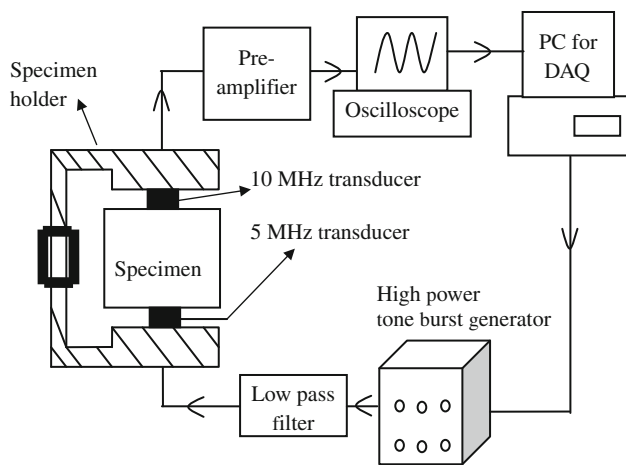 Specimen
holder
Pre-
amplifier
Oscilloscope
PC for
DAQ
10 MHz transducer
5 MHz transducer
Specimen
High power
tone burst generator
Low pass
filter